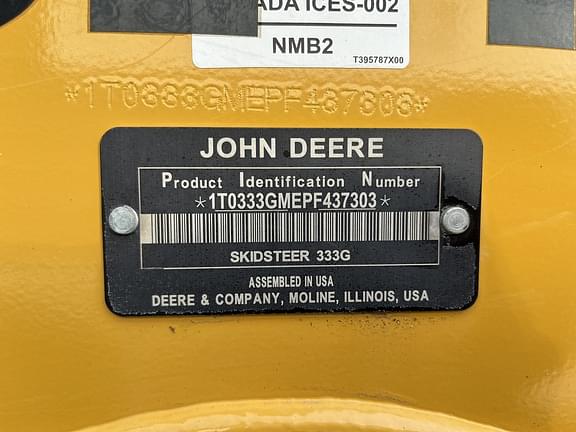 ADA ICES-002
NMB2
T395787X00
*1T0333GMEPF437303*
JOHN DEERE
Product Identification Number
*1T0333GMEPF437303*
SKIDSTEER 333G
ASSEMBLED IN USA
DEERE & COMPANY, MOLINE, ILLINOIS, USA